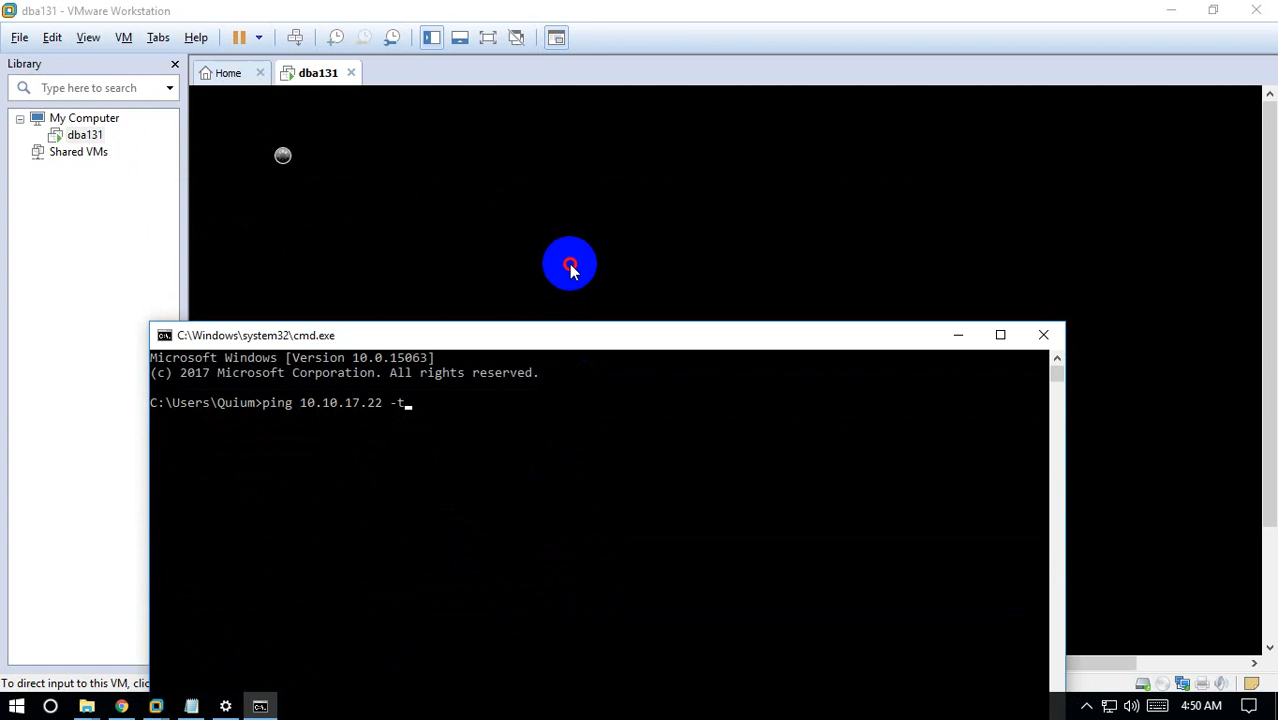 dba131 - VMware Workstation
File Edit View VM Tabs Help
Library
Home
dba131
Type here to search
My Computer
dba131
Shared VMs
C:\Windows\system32\cmd.exe
Microsoft Windows [Version 10.0.15063]
(c) 2017 Microsoft Corporation. All rights reserved.
C:\Users\Quium>ping 10.10.17.22 -t
To direct input to this VM, clic
4:50 AM